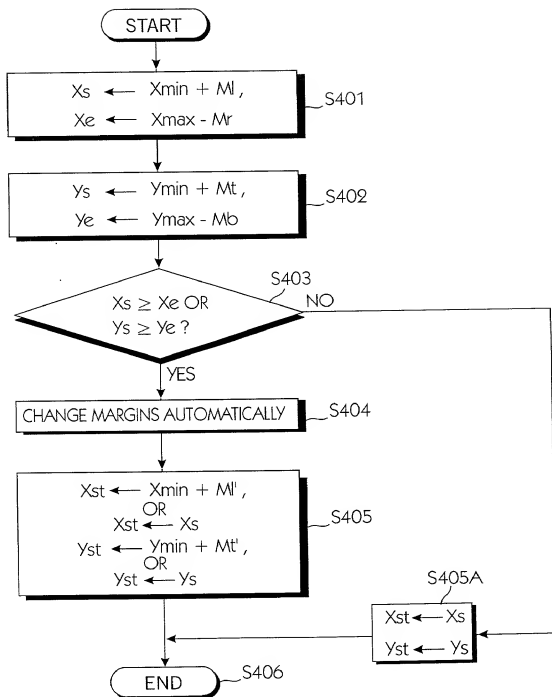 START
Xs ← Xmin + Ml,
Xe ← Xmax - Mr
S401
Ys ← Ymin + Mt,
Ye ← Ymax - Mb
S402
S403
Xs ≥ Xe OR
Ys ≥ Ye ?
NO
YES
CHANGE MARGINS AUTOMATICALLY
S404
Xst ← Xmin + Ml',
OR
Xst ← Xs
Yst ← Ymin + Mt',
OR
Yst ← Ys
S405
S405A
Xst ← Xs
Yst ← Ys
END
S406